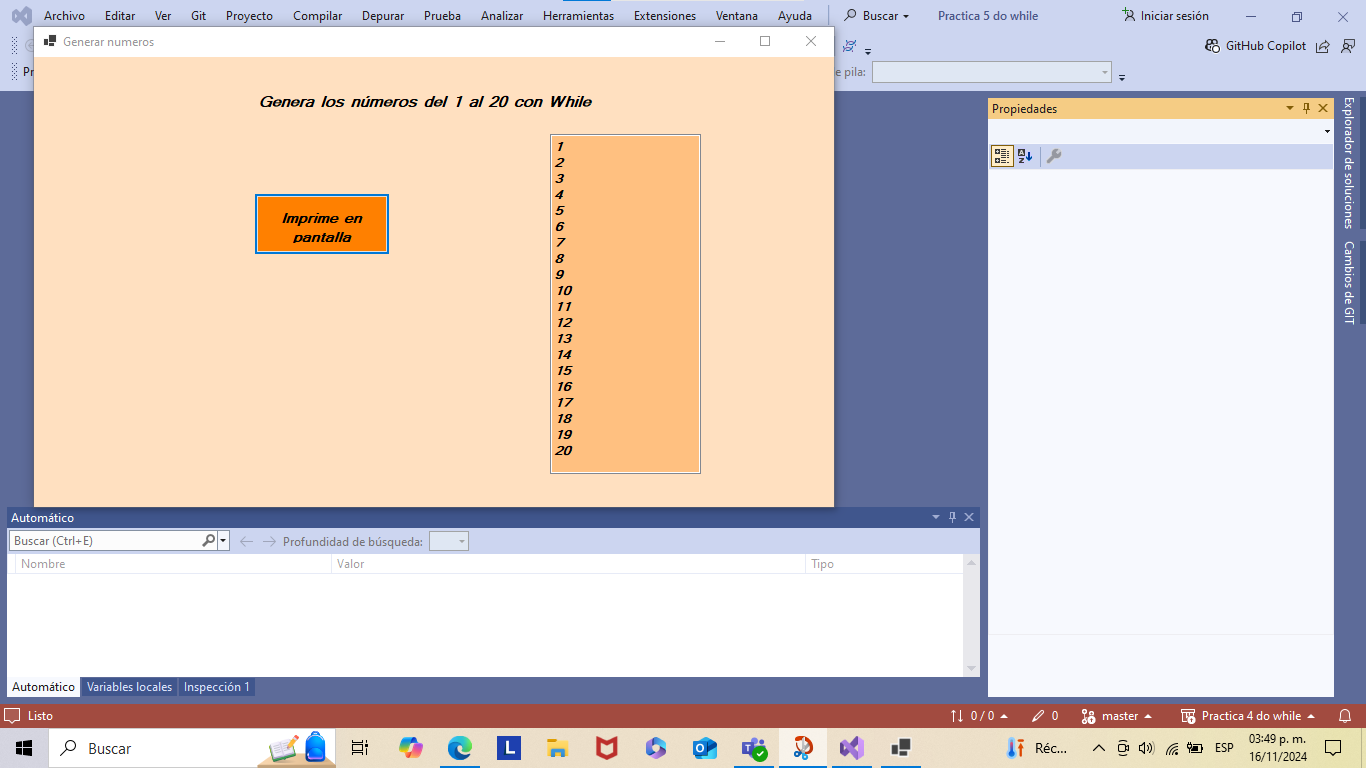 Archivo Editar Ver Git Proyecto Compilar Depurar Prueba Analizar Herramientas Extensiones Ventana Ayuda Buscar Practica 5 do while Iniciar sesión
Generar numeros
GitHub Copilot
Pr
e pila:
Genera los números del 1 al 20 con While
Imprime en
pantalla
1
2
3
4
5
6
7
8
9
10
11
12
13
14
15
16
17
18
19
20
Propiedades
Explorador de soluciones
Cambios de GIT
Automático
Buscar (Ctrl+E) Profundidad de búsqueda:
Nombre Valor Tipo
Automático Variables locales Inspección 1
Listo 0 / 0 0 master Practica 4 do while
Buscar Réc... ESP 03:49 p. m.
16/11/2024